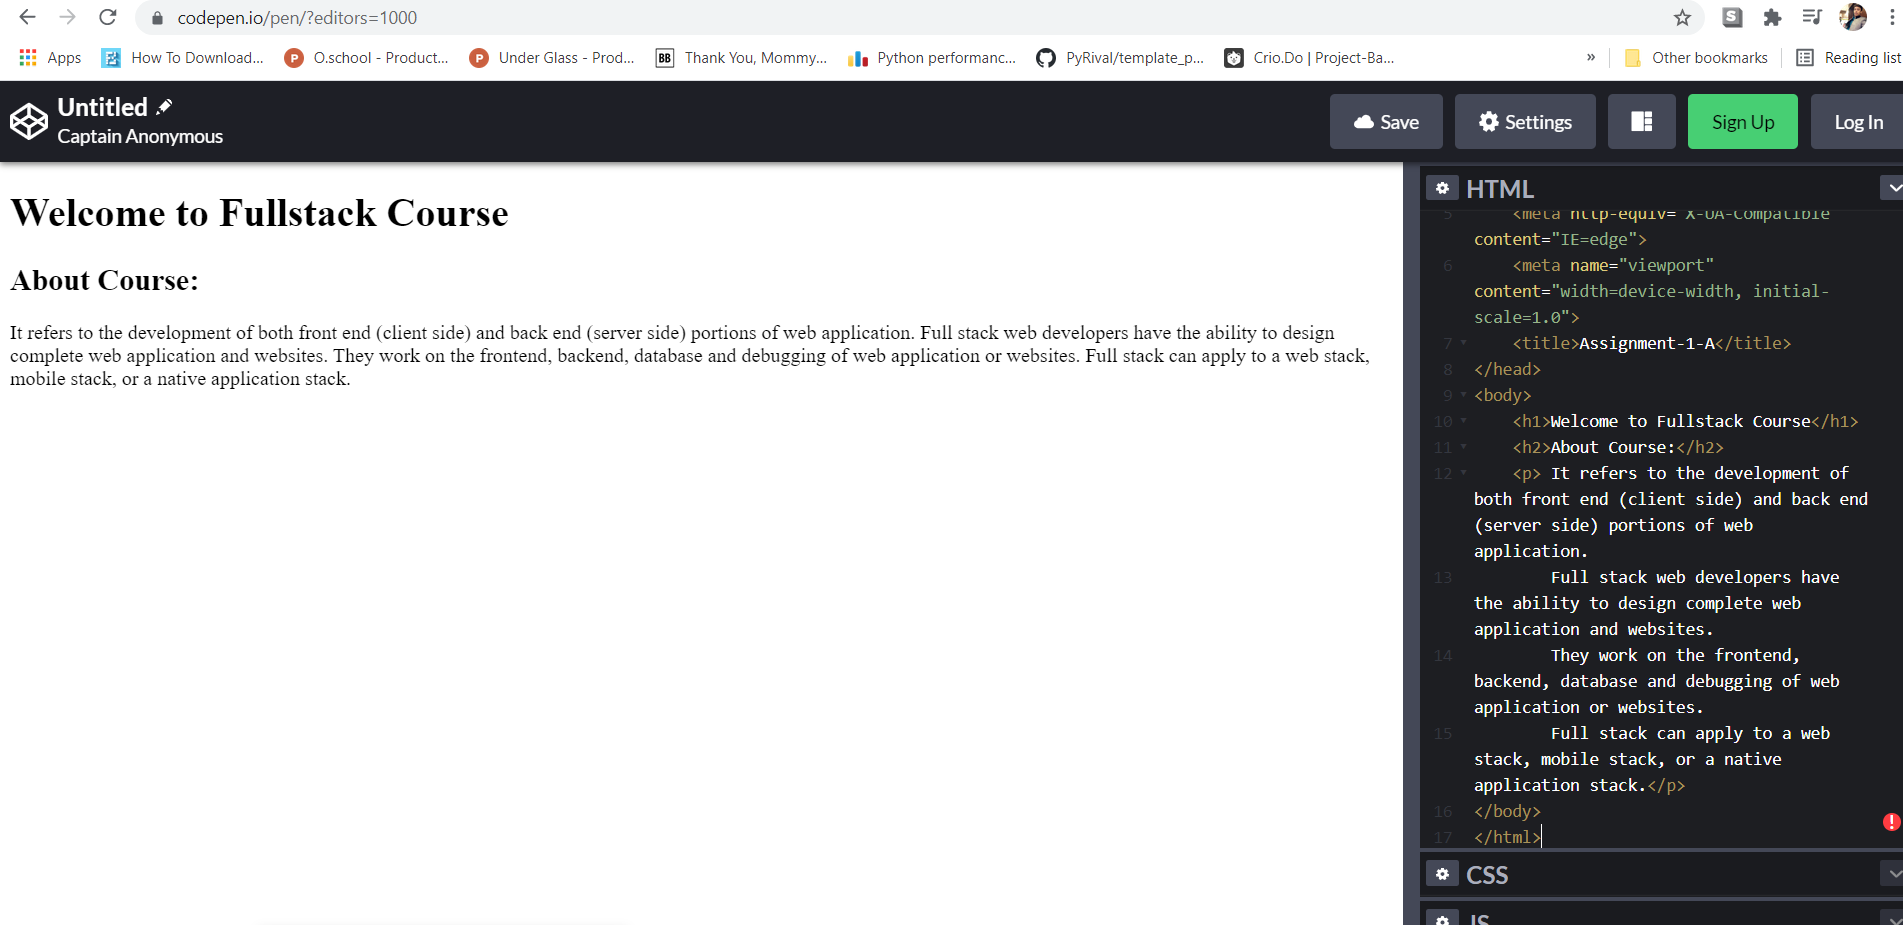 codepen.io/pen/?editors=1000
Apps How To Download... O.school - Product... Under Glass - Prod... Thank You, Mommy... Python performanc... PyRival/template_p... Crio.Do | Project-Ba... » Other bookmarks Reading list
Untitled
Captain Anonymous
Save Settings Sign Up Log In
Welcome to Fullstack Course
About Course:
It refers to the development of both front end (client side) and back end (server side) portions of web application. Full stack web developers have the ability to design
complete web application and websites. They work on the frontend, backend, database and debugging of web application or websites. Full stack can apply to a web stack,
mobile stack, or a native application stack.
HTML
5 <meta http-equiv="X-UA-Compatible"
content="IE=edge">
6 <meta name="viewport"
content="width=device-width, initial-
scale=1.0">
7 <title>Assignment-1-A</title>
8 </head>
9 <body>
10 <h1>Welcome to Fullstack Course</h1>
11 <h2>About Course:</h2>
12 <p> It refers to the development of
both front end (client side) and back end
(server side) portions of web
application.
13 Full stack web developers have
the ability to design complete web
application and websites.
14 They work on the frontend,
backend, database and debugging of web
application or websites.
15 Full stack can apply to a web
stack, mobile stack, or a native
application stack.</p>
16 </body>
17 </html>
CSS
JS